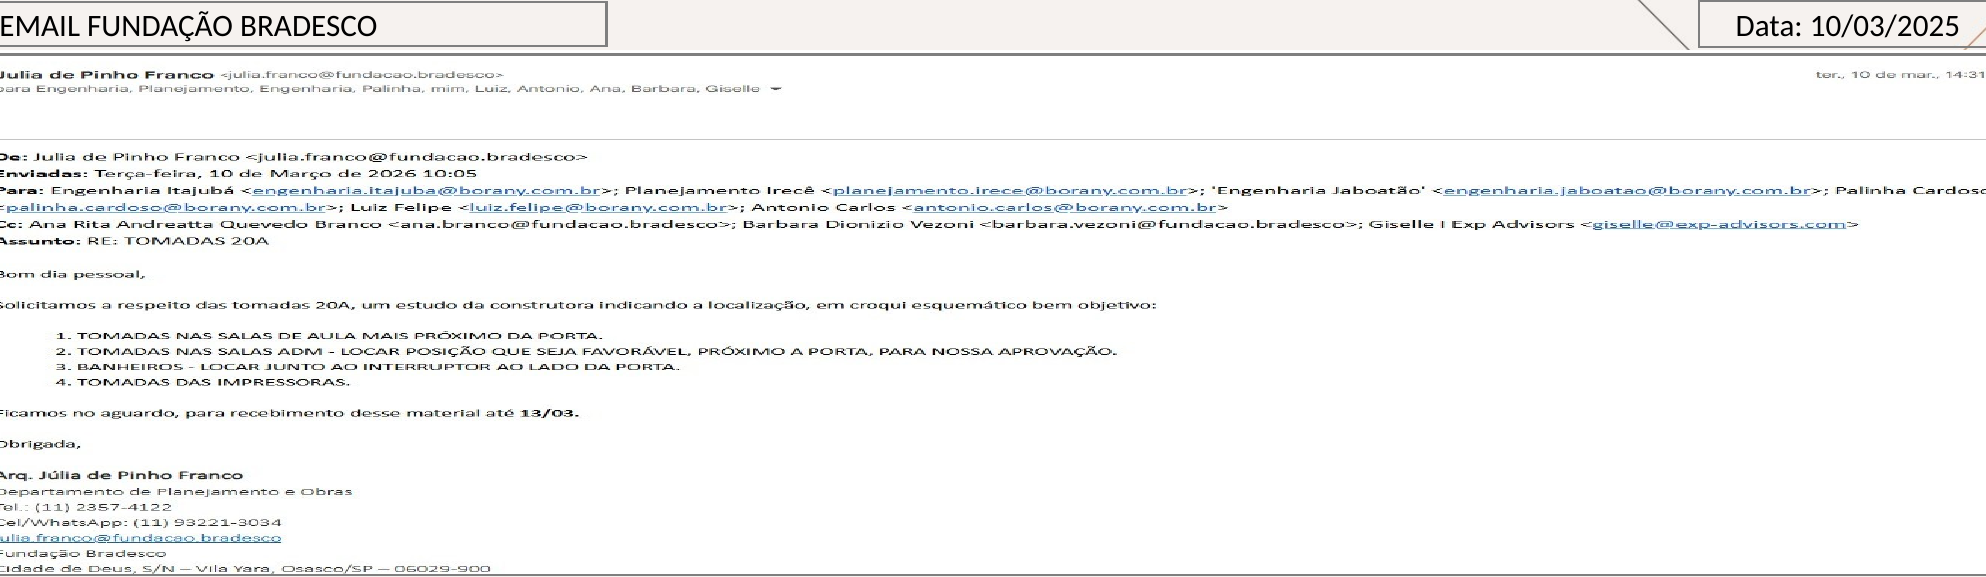 EMAIL FUNDAÇÃO BRADESCO
Data: 10/03/2025
Julia de Pinho Franco <julia.franco@fundacao.bradesco>
ter., 10 de mar., 14:31
para Engenharia, Planejamento, Engenharia, Palinha, mim, Luiz, Antonio, Ana, Barbara, Giselle
De: Julia de Pinho Franco <julia.franco@fundacao.bradesco>
Enviadas: Terça-feira, 10 de Março de 2026 10:05
Para: Engenharia Itajubá <engenharia.itajuba@borany.com.br>; Planejamento Irecê <planejamento.irece@borany.com.br>; 'Engenharia Jaboatão' <engenharia.jaboatao@borany.com.br>; Palinha Cardoso
<palinha.cardoso@borany.com.br>; Luiz Felipe <luiz.felipe@borany.com.br>; Antonio Carlos <antonio.carlos@borany.com.br>
Cc: Ana Rita Andreatta Quevedo Branco <ana.branco@fundacao.bradesco>; Barbara Dionizio Vezoni <barbara.vezoni@fundacao.bradesco>; Giselle I Exp Advisors <giselle@exp-advisors.com>
Assunto: RE: TOMADAS 20A
Bom dia pessoal,
Solicitamos a respeito das tomadas 20A, um estudo da construtora indicando a localização, em croqui esquemático bem objetivo:
1. TOMADAS NAS SALAS DE AULA MAIS PRÓXIMO DA PORTA.
2. TOMADAS NAS SALAS ADM - LOCAR POSIÇÃO QUE SEJA FAVORÁVEL, PRÓXIMO A PORTA, PARA NOSSA APROVAÇÃO.
3. BANHEIROS - LOCAR JUNTO AO INTERRUPTOR AO LADO DA PORTA.
4. TOMADAS DAS IMPRESSORAS.
Ficamos no aguardo, para recebimento desse material até 13/03.
Obrigada,
Arq. Júlia de Pinho Franco
Departamento de Planejamento e Obras
Tel.: (11) 2357-4122
Cel/WhatsApp: (11) 93221-3034
julia.franco@fundacao.bradesco
Fundação Bradesco
Cidade de Deus, S/N – Vila Yara, Osasco/SP – 06029-900